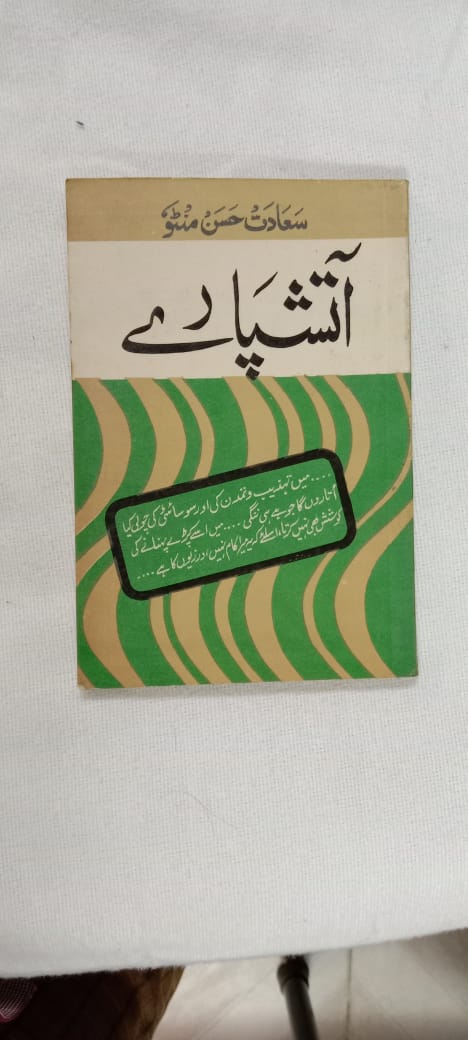 سعادت حسن منٹو
آتشپارے
.... میں تہذیب و تمدن کی اور سوسائٹی کی چولی کیا
اُتاروں گا جو ہے ہی ننگی .... میں اسے کپڑے پہنانے کی
کوشش بھی نہیں کرتا، اسلئے کہ یہ میرا کام نہیں، درزیوں کا ہے ....